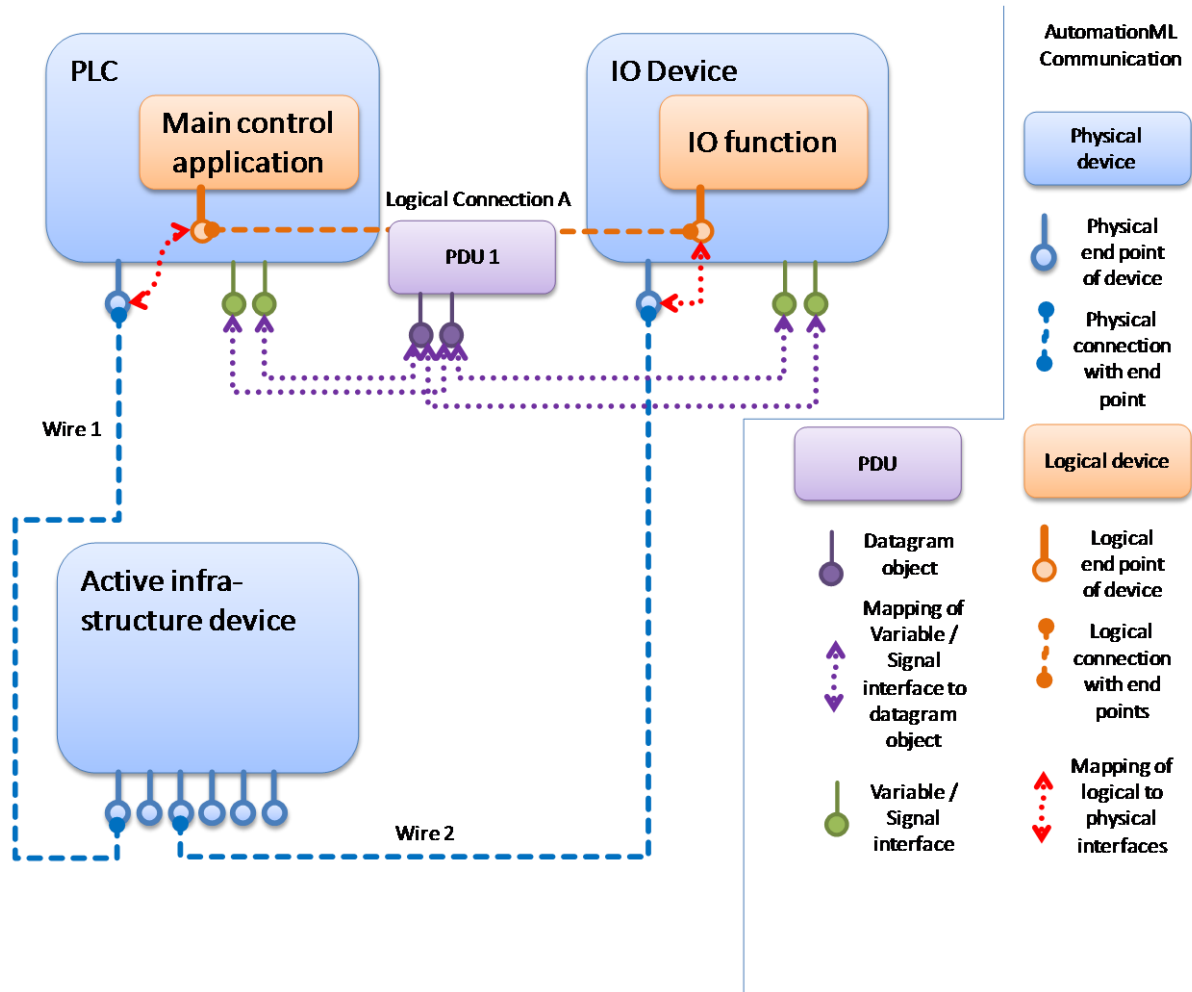 PLC
Main control
application
IO Device
IO function
Logical Connection A
PDU 1
Wire 1
Active infra-
structure device
Wire 2
AutomationML
Communication
Physical
device
Physical
end point
of device
Physical
connection
with end
point
PDU
Datagram
object
Mapping of
Variable /
Signal
interface to
datagram
object
Variable /
Signal
interface
Logical device
Logical
end point
of device
Logical
connection
with end
points
Mapping of
logical to
physical
interfaces